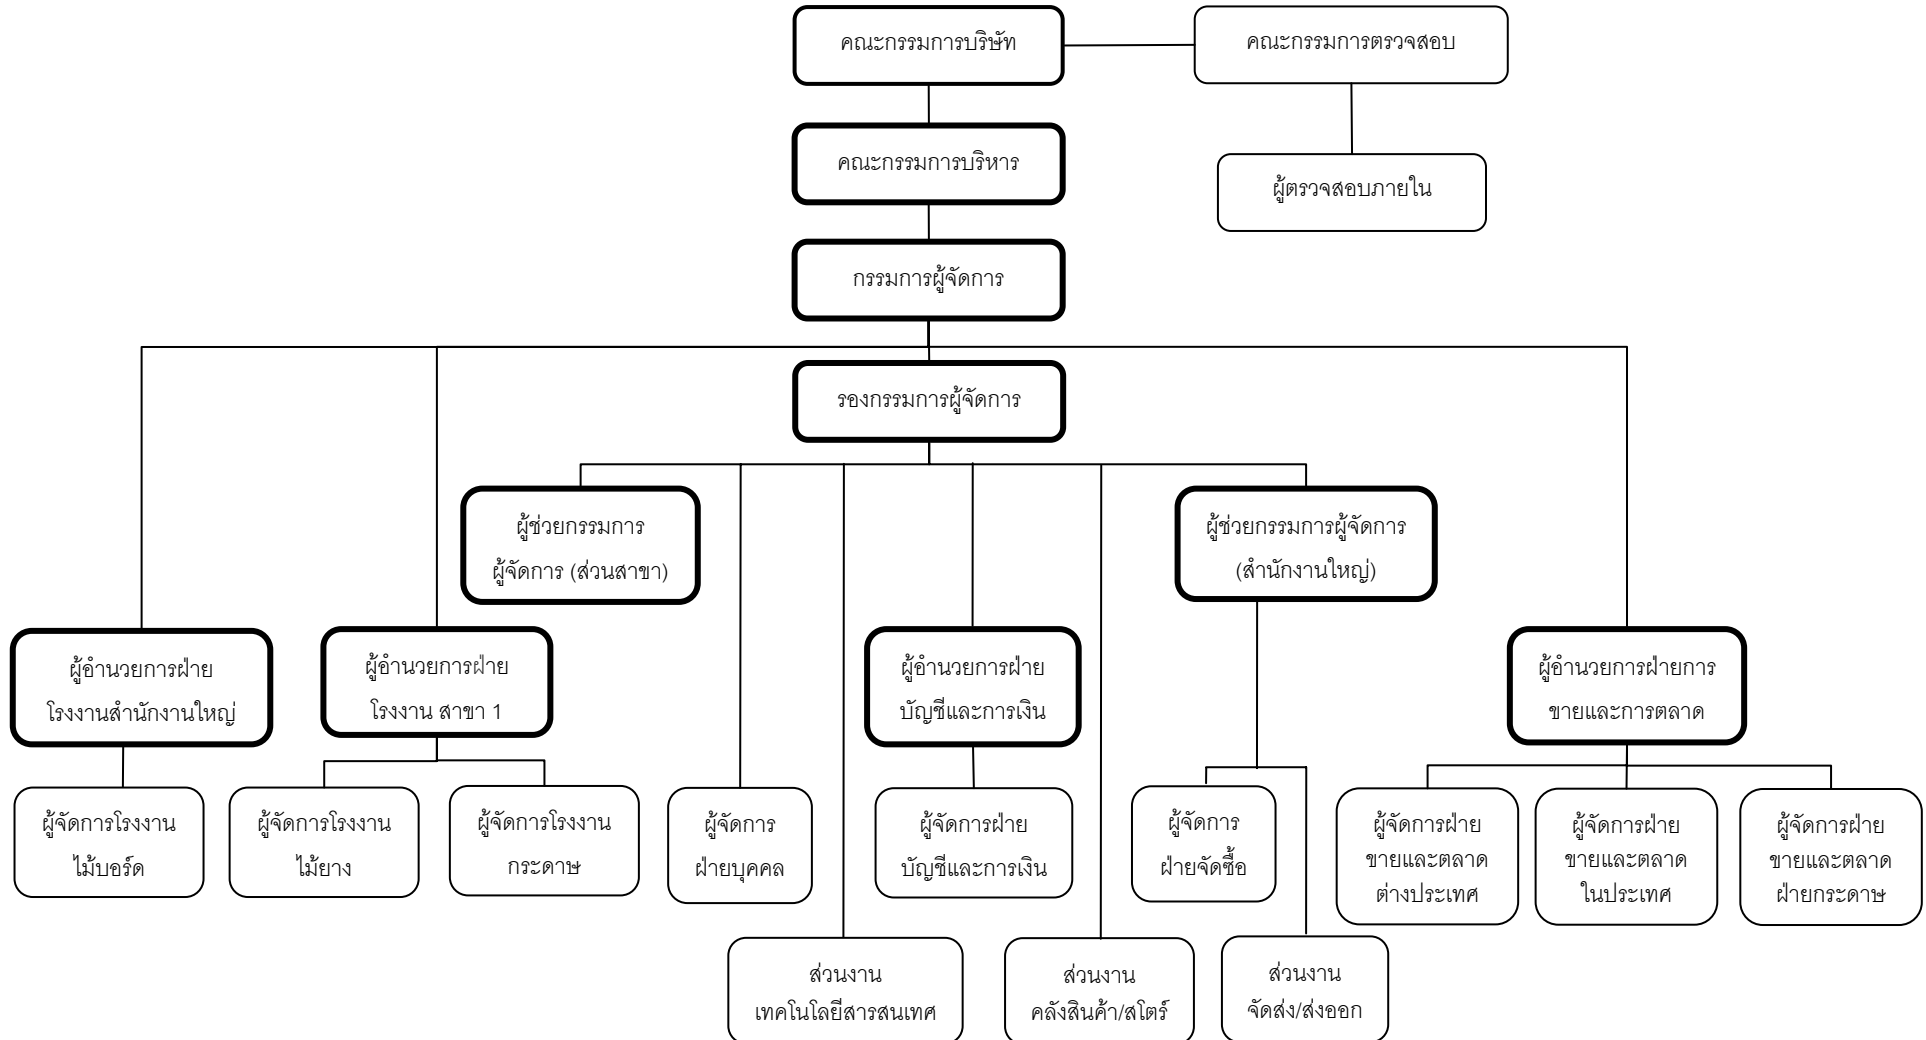 คณะกรรมการบริษัท
คณะกรรมการตรวจสอบ
คณะกรรมการบริหาร
ผู้ตรวจสอบภายใน
กรรมการผู้จัดการ
รองกรรมการผู้จัดการ
ผู้ช่วยกรรมการ
ผู้จัดการ (ส่วนสาขา)
ผู้ช่วยกรรมการผู้จัดการ
(สำนักงานใหญ่)
ผู้อำนวยการฝ่าย
โรงงานสำนักงานใหญ่
ผู้อำนวยการฝ่าย
โรงงาน สาขา 1
ผู้อำนวยการฝ่าย
บัญชีและการเงิน
ผู้อำนวยการฝ่ายการ
ขายและการตลาด
ผู้จัดการโรงงาน
ไม้บอร์ด
ผู้จัดการโรงงาน
ไม้ยาง
ผู้จัดการโรงงาน
กระดาษ
ผู้จัดการ
ฝ่ายบุคคล
ผู้จัดการฝ่าย
บัญชีและการเงิน
ผู้จัดการ
ฝ่ายจัดซื้อ
ผู้จัดการฝ่าย
ขายและตลาด
ต่างประเทศ
ผู้จัดการฝ่าย
ขายและตลาด
ในประเทศ
ผู้จัดการฝ่าย
ขายและตลาด
ฝ่ายกระดาษ
ส่วนงาน
เทคโนโลยีสารสนเทศ
ส่วนงาน
คลังสินค้า/สโตร์
ส่วนงาน
จัดส่ง/ส่งออก